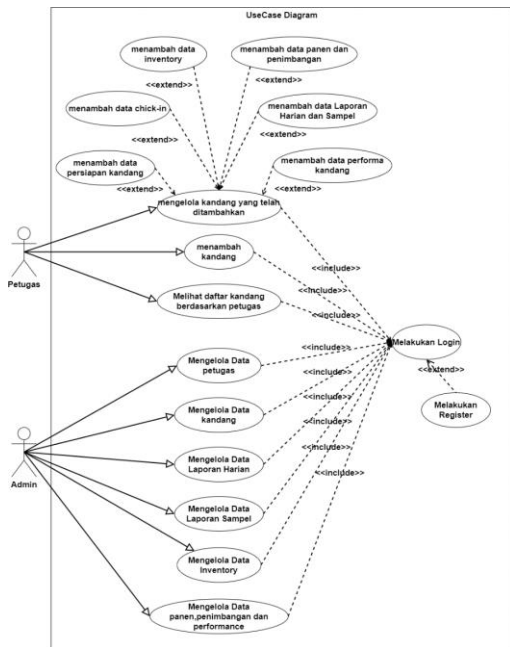 UseCase Diagram
menambah data
inventory
menambah data panen dan
penimbangan
<<extend>>
<<extend>>
menambah data chick-in
menambah data Laporan
Harian dan Sampel
<<extend>>
<<extend>>
menambah data
persiapan kandang
menambah data performa
kandang
<<extend>>
<<extend>>
mengelola kandang yang telah
ditambahkan
Petugas
menambah
kandang
<<include>>
<<include>>
Melihat daftar kandang
berdasarkan petugas
<<include>>
Melakukan Login
Mengelola Data
petugas
<<include>>
<<extend>>
<<include>>
Mengelola Data
kandang
Melakukan
Register
<<include>>
<<include>>
Admin
Mengelola Data
Laporan Harian
<<include>>
<<include>>
Mengelola Data
Laporan Sampel
Mengelola Data
Inventory
Mengelola Data
panen,penimbangan dan
performance